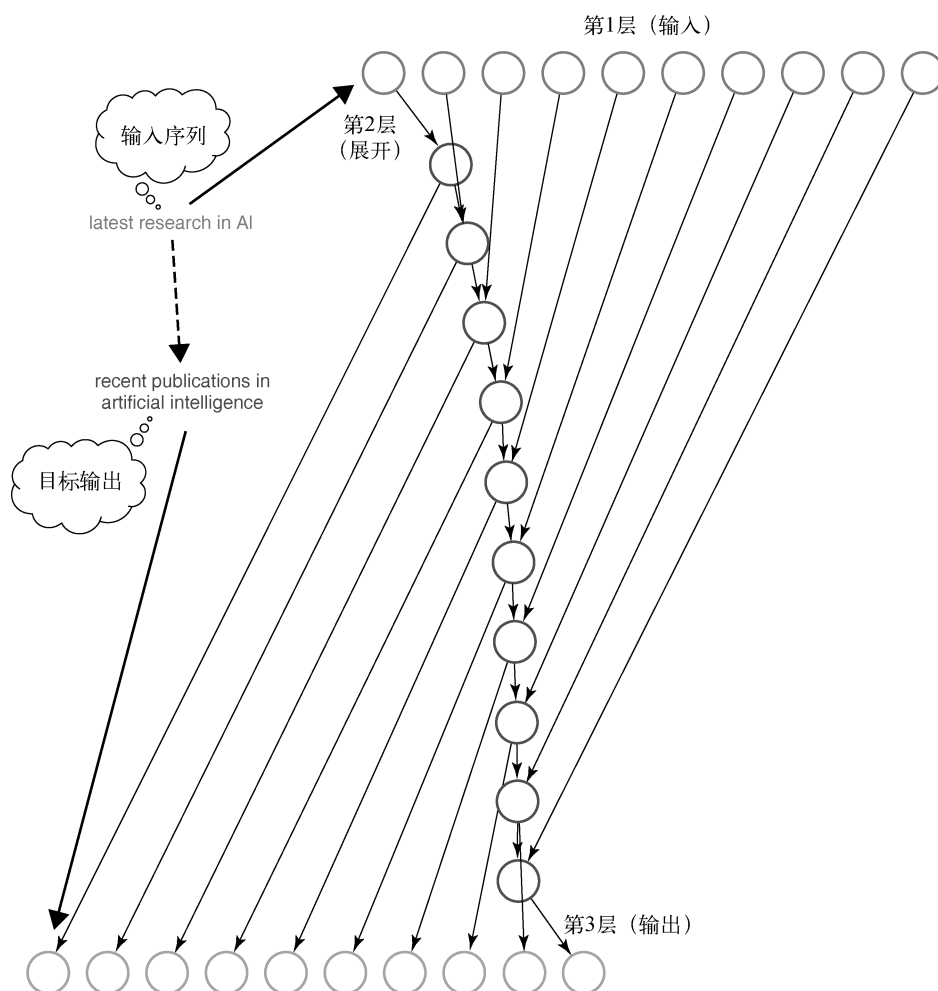 第1层（输入）
第2层
（展开）
输入序列
latest research in AI
recent publications in
artificial intelligence
目标输出
第3层（输出）